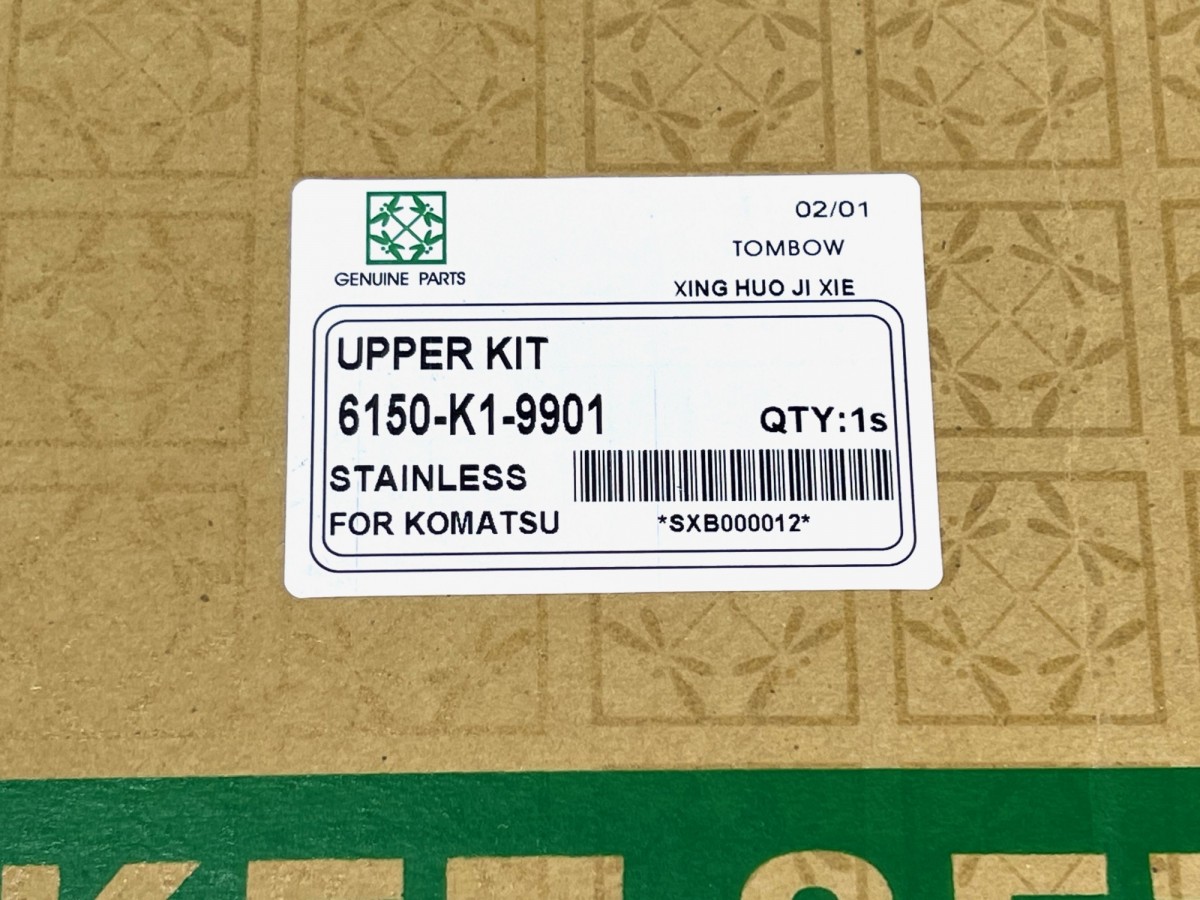 GENUINE PARTS
02/01
TOMBOW
XING HUO JI XIE
UPPER KIT
6150-K1-9901
QTY:1s
STAINLESS
FOR KOMATSU
*SXB000012*